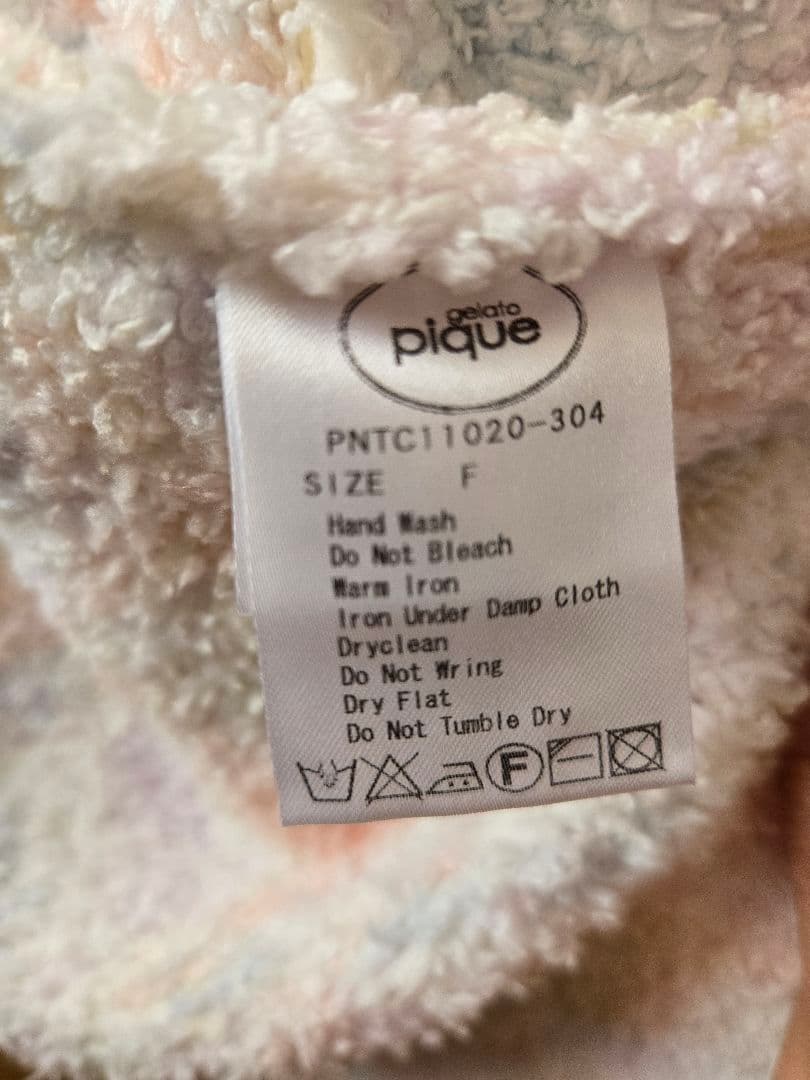 gelato
pique
PNTC11020-304
SIZE F
Hand Wash
Do Not Bleach
Warm Iron
Iron Under Damp Cloth
Dryclean
Do Not Wring
Dry Flat
Do Not Tumble Dry
F